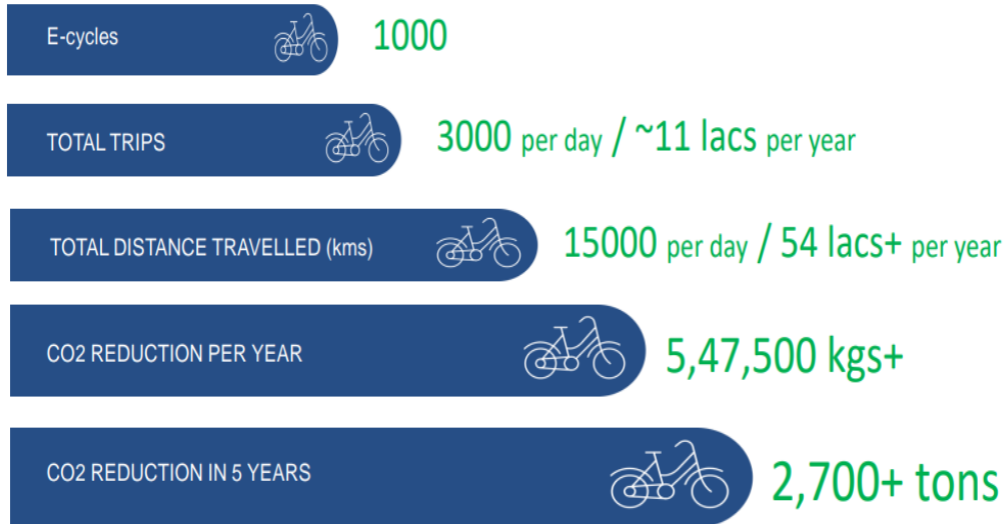 E-cycles 1000
TOTAL TRIPS 3000 per day / ~11 lacs per year
TOTAL DISTANCE TRAVELLED (kms) 15000 per day / 54 lacs+ per year
CO2 REDUCTION PER YEAR 5,47,500 kgs+
CO2 REDUCTION IN 5 YEARS 2,700+ tons